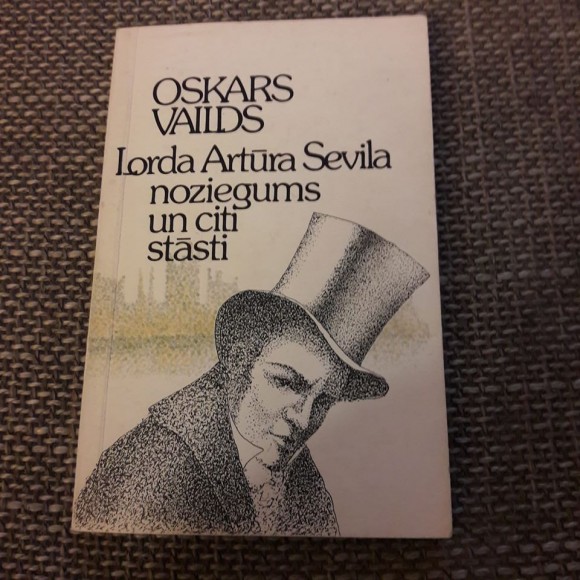 OSKARS
VAILDS
Lorda Artūra Sevila
noziegums
un citi
stāsti